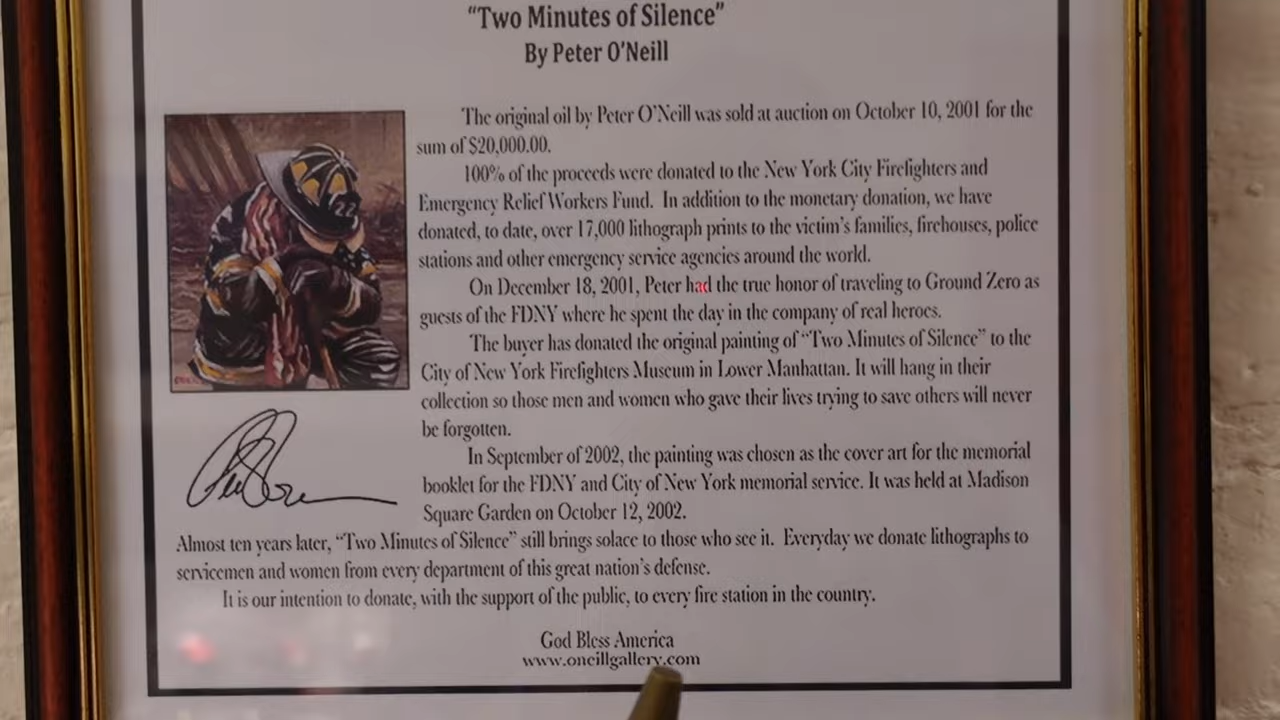 “Two Minutes of Silence”
By Peter O’Neill
The original oil by Peter O’Neill was sold at auction on October 10, 2001 for the
sum of $20,000.00.
100% of the proceeds were donated to the New York City Firefighters and
Emergency Relief Workers Fund. In addition to the monetary donation, we have
donated, to date, over 17,000 lithograph prints to the victim’s families, firehouses, police
stations and other emergency service agencies around the world.
On December 18, 2001, Peter had the true honor of traveling to Ground Zero as
guests of the FDNY where he spent the day in the company of real heroes.
The buyer has donated the original painting of “Two Minutes of Silence” to the
City of New York Firefighters Museum in Lower Manhattan. It will hang in their
collection so those men and women who gave their lives trying to save others will never
be forgotten.
In September of 2002, the painting was chosen as the cover art for the memorial
booklet for the FDNY and City of New York memorial service. It was held at Madison
Square Garden on October 12, 2002.
Almost ten years later, “Two Minutes of Silence” still brings solace to those who see it. Everyday we donate lithographs to
servicemen and women from every department of this great nation’s defense.
It is our intention to donate, with the support of the public, to every fire station in the country.
God Bless America
www.oneillgallery.com
22